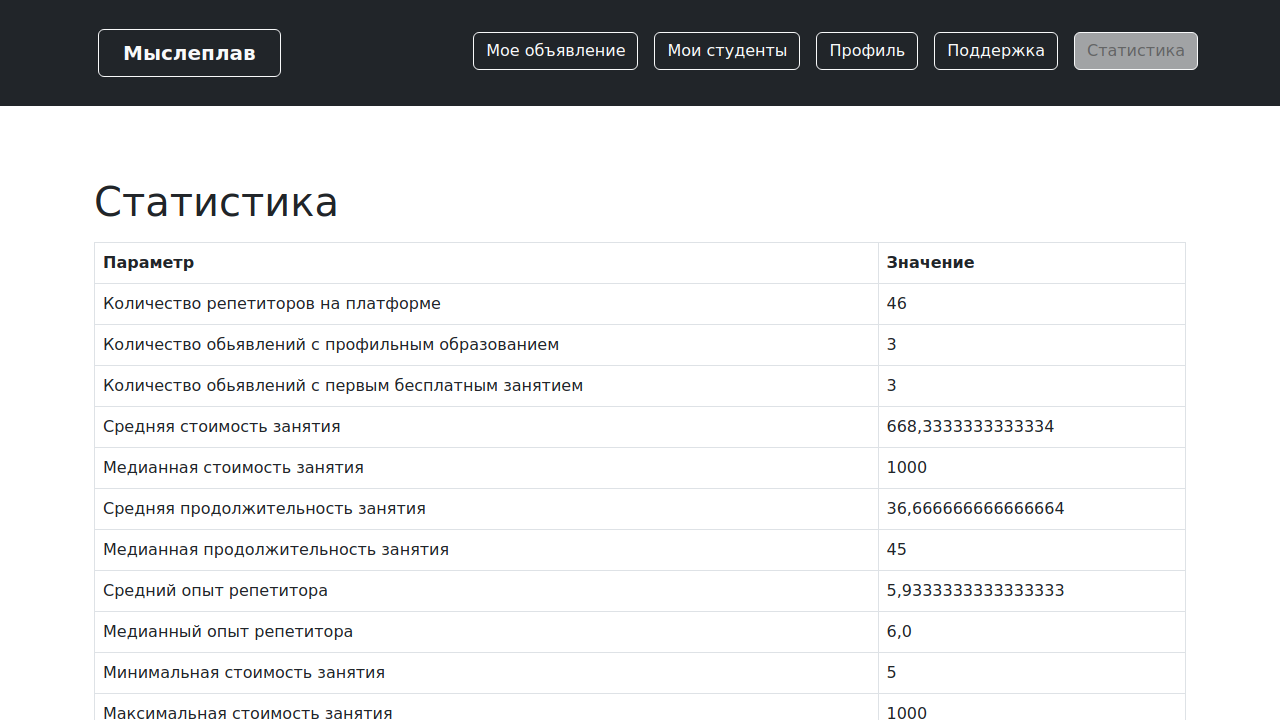 Мыслеплав
Мое объявление Мои студенты Профиль Поддержка Статистика
Статистика
Параметр Значение
Количество репетиторов на платформе 46
Количество обьявлений с профильным образованием 3
Количество обьявлений с первым бесплатным занятием 3
Средняя стоимость занятия 668,3333333333334
Медианная стоимость занятия 1000
Средняя продолжительность занятия 36,666666666666664
Медианная продолжительность занятия 45
Средний опыт репетитора 5,9333333333333333
Медианный опыт репетитора 6,0
Минимальная стоимость занятия 5
Максимальная стоимость занятия 1000